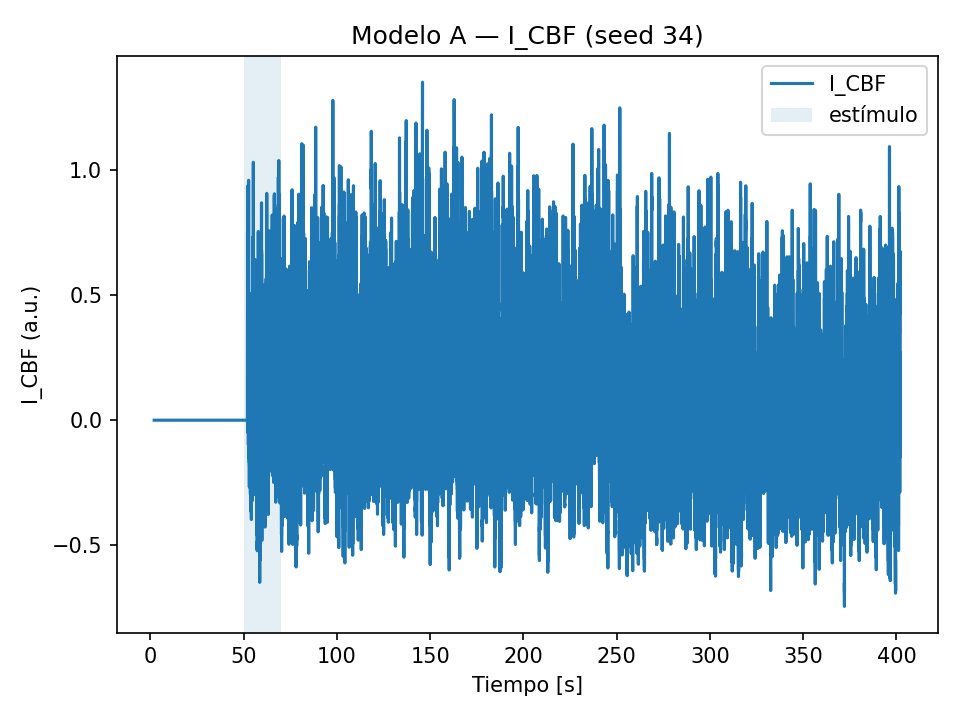 Modelo A — I_CBF (seed 34)
I_CBF
estímulo
I_CBF (a.u.)
1.0
0.5
0.0
−0.5
0
50
100
150
200
250
300
350
400
Tiempo [s]